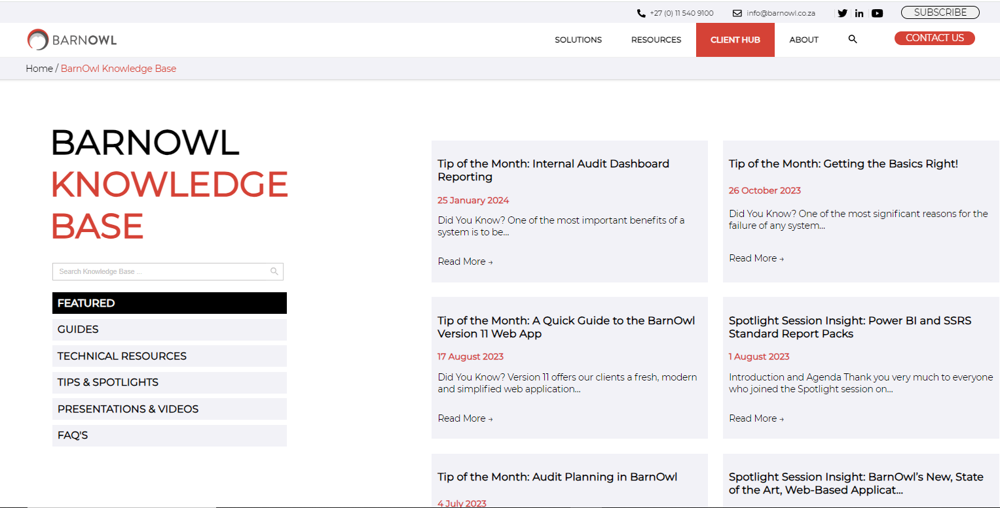 +27 (0) 11 540 9100
info@barnowl.co.za
SUBSCRIBE
BARNOWL
SOLUTIONS
RESOURCES
CLIENT HUB
ABOUT
CONTACT US
Home / BarnOwl Knowledge Base
BARNOWL
KNOWLEDGE
BASE
Search Knowledge Base ...
FEATURED
GUIDES
TECHNICAL RESOURCES
TIPS & SPOTLIGHTS
PRESENTATIONS & VIDEOS
FAQ'S
Tip of the Month: Internal Audit Dashboard
Reporting
25 January 2024
Did You Know? One of the most important benefits of a
system is to be...
Read More →
Tip of the Month: Getting the Basics Right!
26 October 2023
Did You Know? One of the most significant reasons for the
failure of any system...
Read More →
Tip of the Month: A Quick Guide to the BarnOwl
Version 11 Web App
17 August 2023
Did You Know? Version 11 offers our clients a fresh, modern
and simplified web application...
Read More →
Spotlight Session Insight: Power BI and SSRS
Standard Report Packs
1 August 2023
Introduction and Agenda Thank you very much to everyone
who joined the Spotlight session on...
Read More →
Tip of the Month: Audit Planning in BarnOwl
4 July 2023
Spotlight Session Insight: BarnOwl’s New, State
of the Art, Web-Based Applicat...